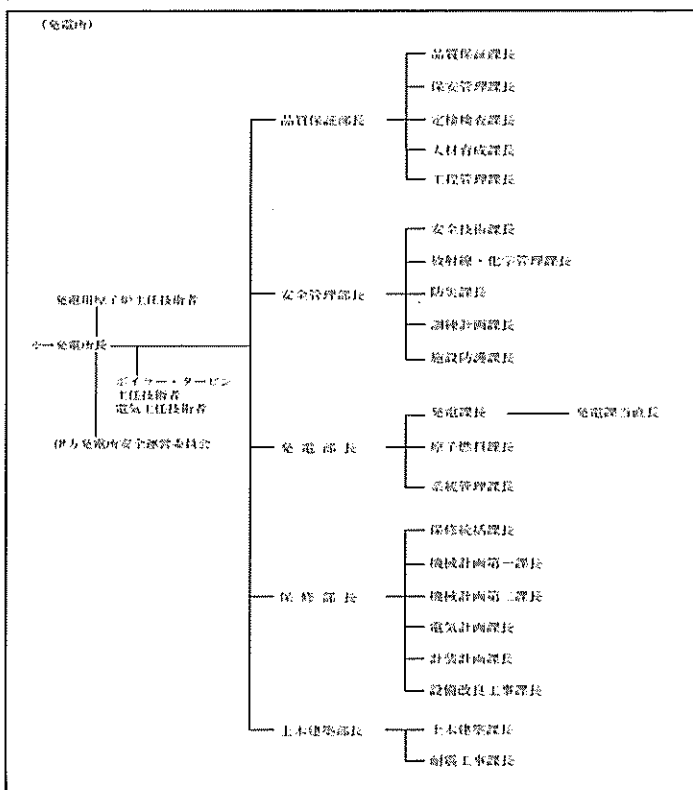 (発電所)
品質保証課長
保安管理課長
品質保証部長
定検検査課長
人材育成課長
工程管理課長
安全技術課長
放射線・化学管理課長
発電用原子炉主任技術者
安全管理部長
防災課長
訓練計画課長
発電所長
施設防護課長
ボイラー・タービン
主任技術者
電気主任技術者
伊方発電所安全運営委員会
発電課長
発電課当直長
発電部長
原子燃料課長
系統管理課長
保修統括課長
機械計画第一課長
保修部長
機械計画第二課長
電気計画課長
計装計画課長
設備改良工事課長
土木建築部長
土木建築課長
耐震工事課長